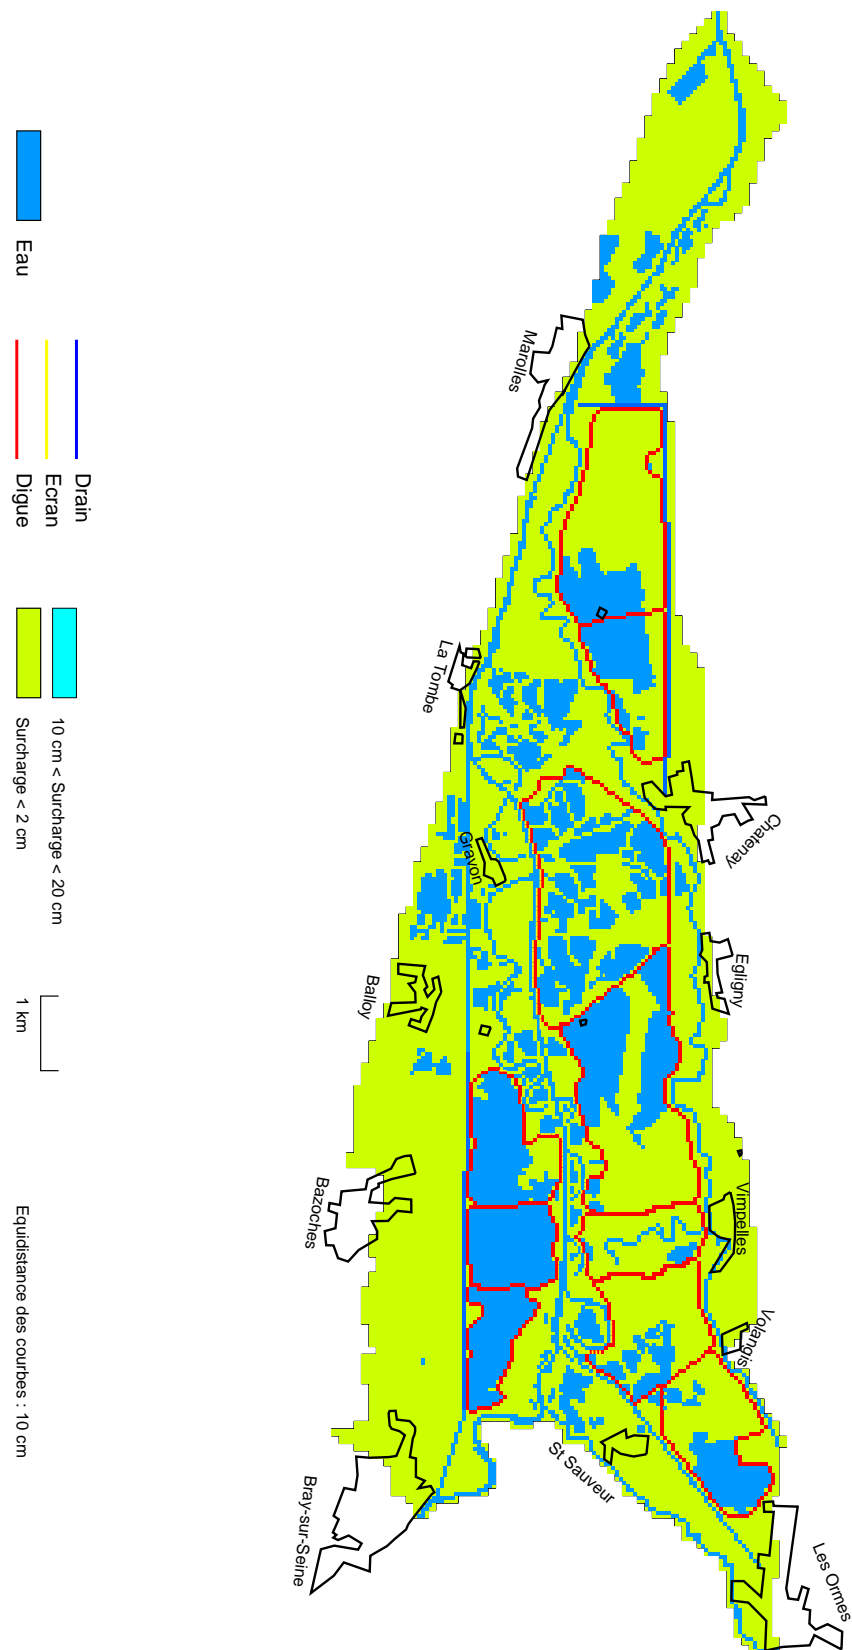 Eau
Drain
Ecran
Digue
10 cm < Surcharge < 20 cm
Surcharge < 2 cm
1 km
Equidistance des courbes : 10 cm
Marolles
La Tombe
Chatenay
Gravon
Egligny
Balloy
Vimpelles
Bazoches
Volangis
St Sauveur
Bray-sur-Seine
Les Ormes